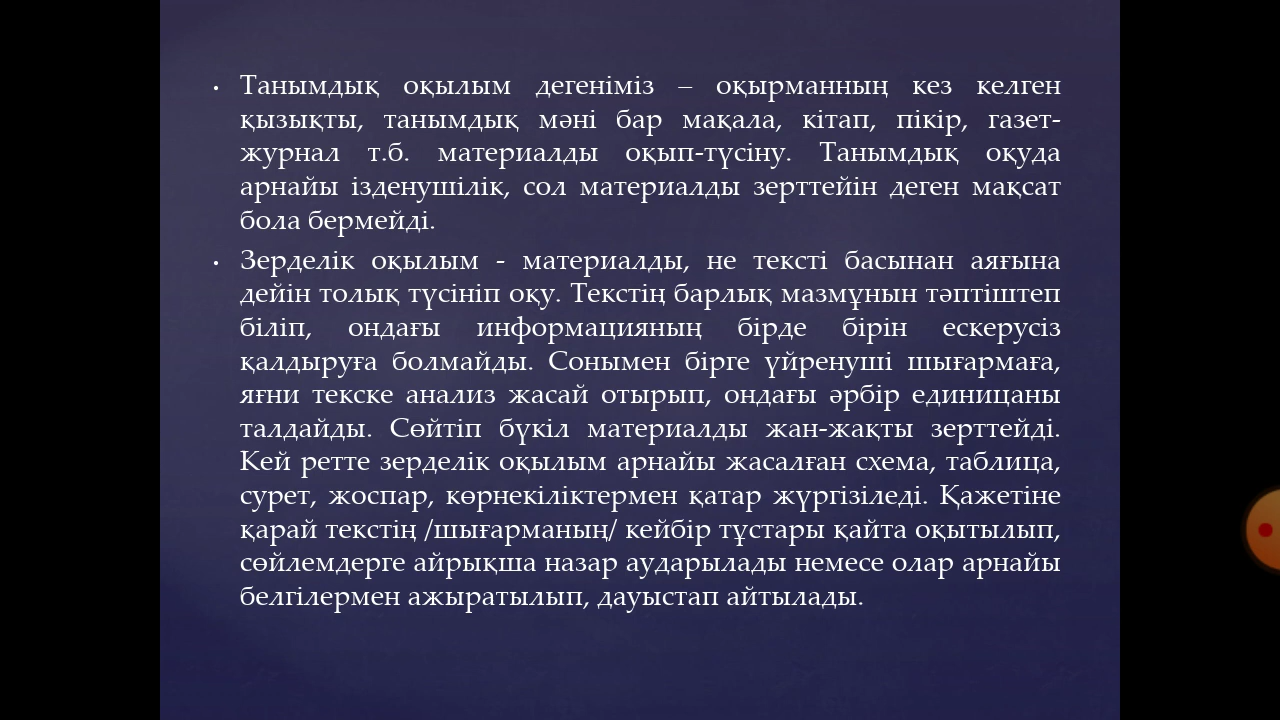 • Танымдық оқылым дегеніміз – оқырманның кез келген
қызықты, танымдық мәні бар мақала, кітап, пікір, газет-
журнал т.б. материалды оқып-түсіну. Танымдық оқуда
арнайы ізденушілік, сол материалды зерттейін деген мақсат
бола бермейді.
• Зерделік оқылым - материалды, не тексті басынан аяғына
дейін толық түсініп оқу. Текстің барлық мазмұнын тәптіштеп
біліп, ондағы информацияның бірде бірін ескерусіз
қалдыруға болмайды. Сонымен бірге үйренуші шығармаға,
яғни текске анализ жасай отырып, ондағы әрбір единицаны
талдайды. Сөйтіп бүкіл материалды жан-жақты зерттейді.
Кей ретте зерделік оқылым арнайы жасалған схема, таблица,
сурет, жоспар, көрнекіліктермен қатар жүргізіледі. Қажетіне
қарай текстің /шығарманың/ кейбір тұстары қайта оқытылып,
сөйлемдерге айрықша назар аударылады немесе олар арнайы
белгілермен ажыратылып, дауыстап айтылады.